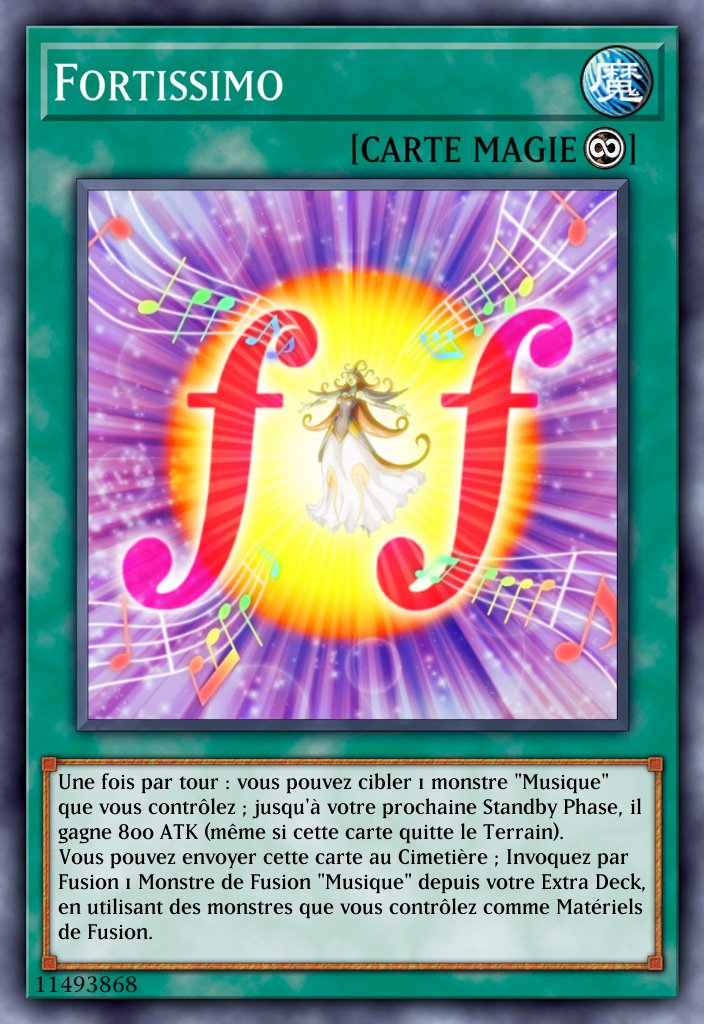 Fortissimo
魔
[CARTE MAGIE ]
f f
Une fois par tour : vous pouvez cibler 1 monstre "Musique"
que vous contrôlez ; jusqu'à votre prochaine Standby Phase, il
gagne 800 ATK (même si cette carte quitte le Terrain).
Vous pouvez envoyer cette carte au Cimetière ; Invoquez par
Fusion 1 Monstre de Fusion "Musique" depuis votre Extra Deck,
en utilisant des monstres que vous contrôlez comme Matériels
de Fusion.
11493868